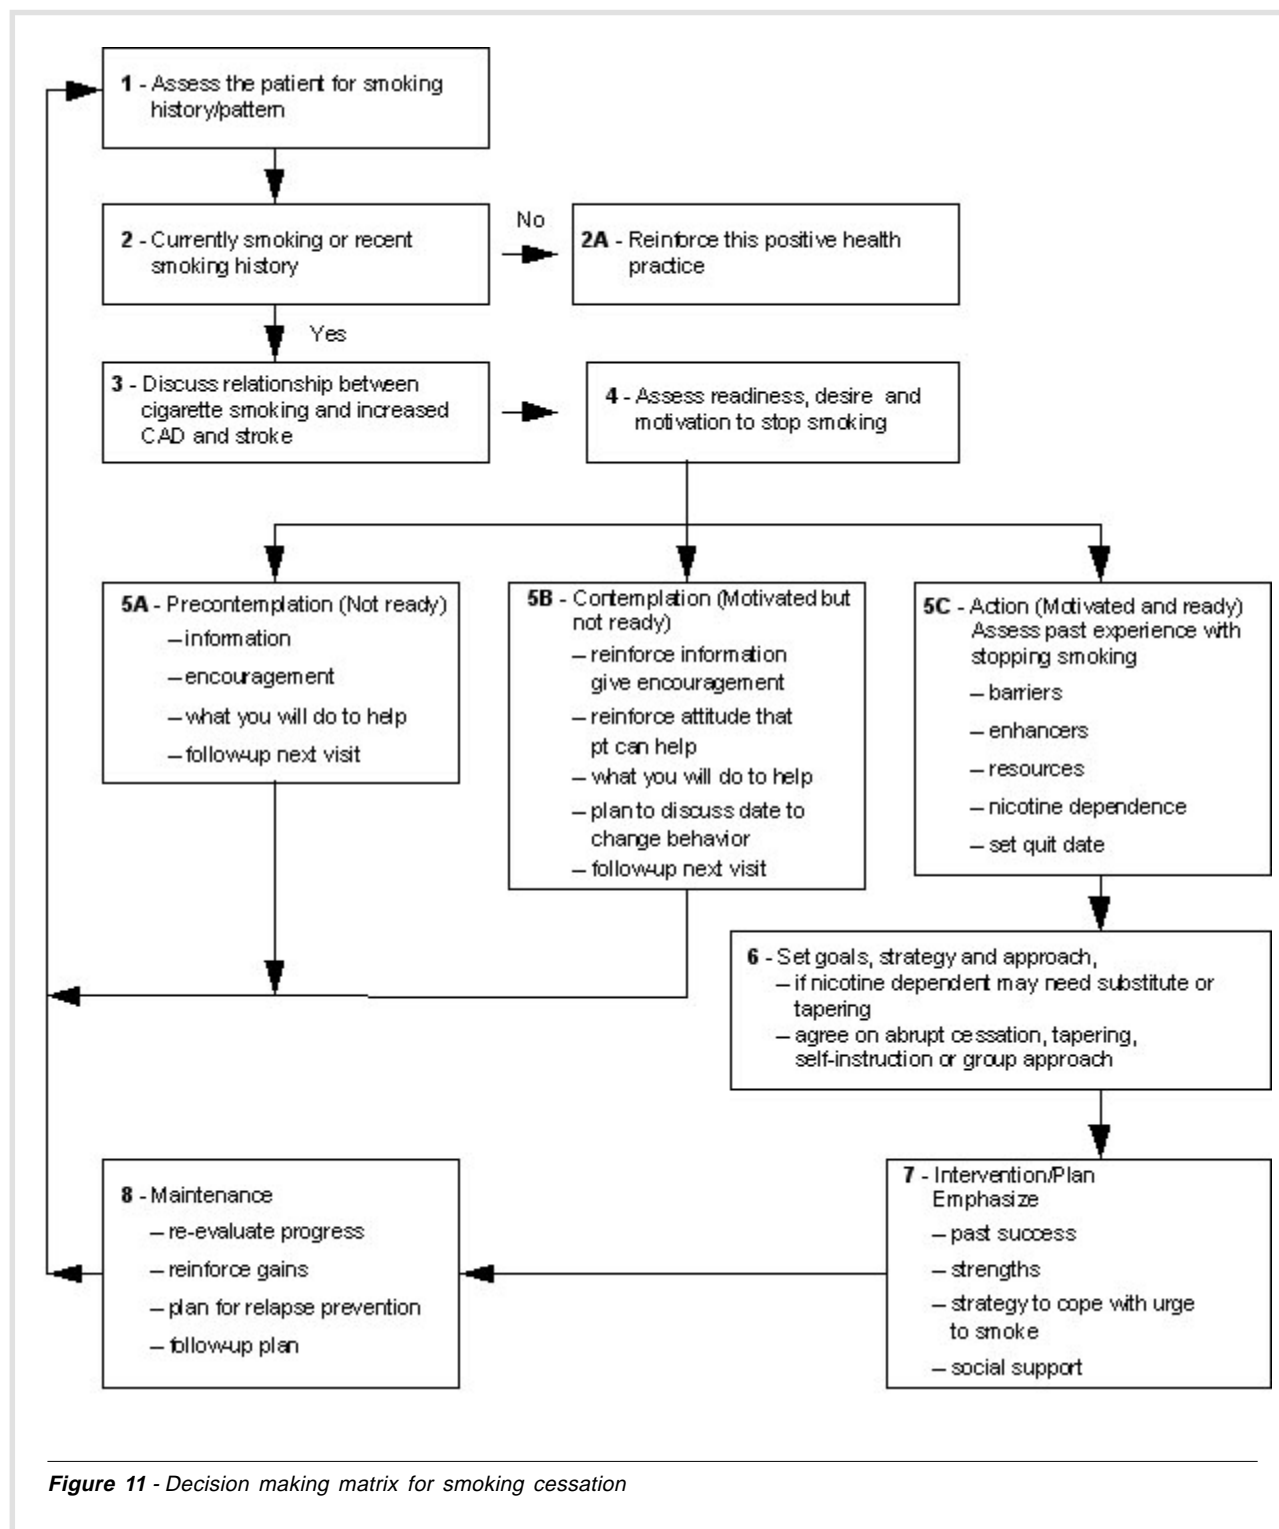 1 - Assess the patient for smoking
history/pattern
2 - Currently smoking or recent
smoking history
No
2A - Reinforce this positive health
practice
Yes
3 - Discuss relationship between
cigarette smoking and increased
CAD and stroke
4 - Assess readiness, desire and
motivation to stop smoking
5A - Precontemplation (Not ready)
– information
– encouragement
– what you will do to help
– follow-up next visit
5B - Contemplation (Motivated but
not ready)
– reinforce information
give encouragement
– reinforce attitude that
pt can help
– what you will do to help
– plan to discuss date to
change behavior
– follow-up next visit
5C - Action (Motivated and ready)
Assess past experience with
stopping smoking
– barriers
– enhancers
– resources
– nicotine dependence
– set quit date
6 - Set goals, strategy and approach,
– if nicotine dependent may need substitute or
tapering
– agree on abrupt cessation, tapering,
self-instruction or group approach
7 - Intervention/Plan
Emphasize
– past success
– strengths
– strategy to cope with urge
to smoke
– social support
8 - Maintenance
– re-evaluate progress
– reinforce gains
– plan for relapse prevention
– follow-up plan
Figure 11 - Decision making matrix for smoking cessation